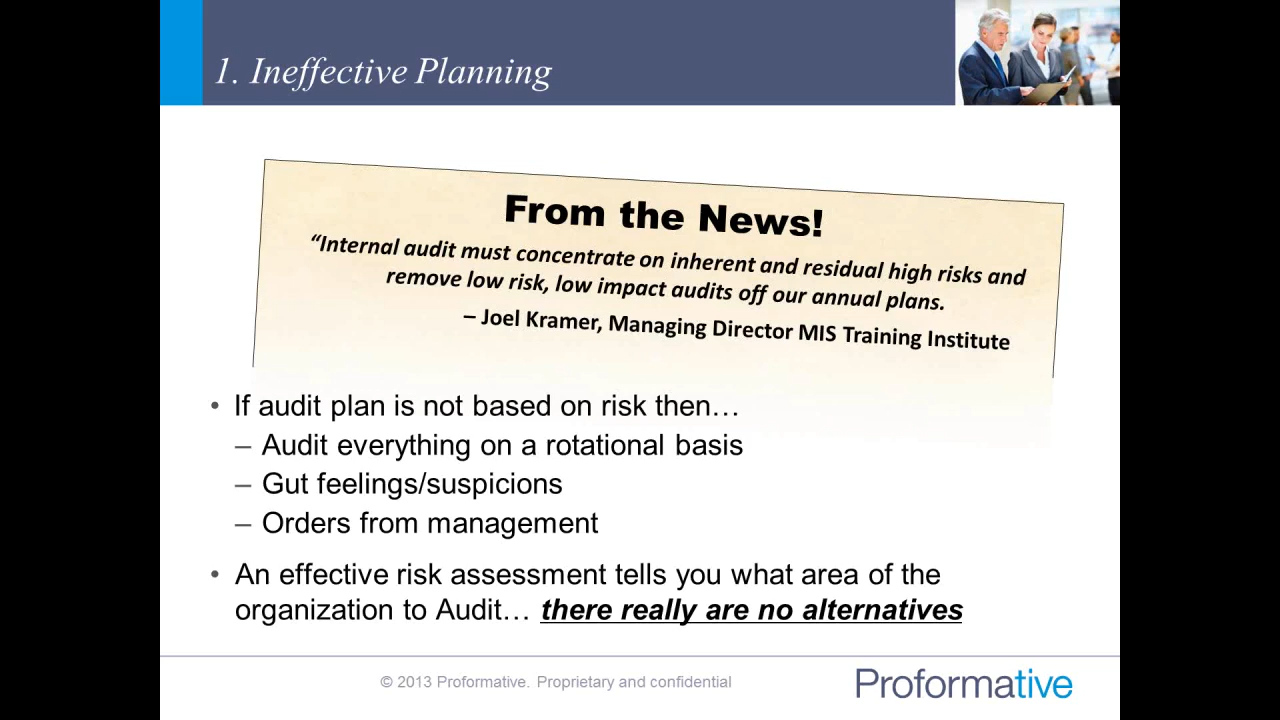 1. Ineffective Planning
From the News!
“Internal audit must concentrate on inherent and residual high risks and
remove low risk, low impact audits off our annual plans.
– Joel Kramer, Managing Director MIS Training Institute
• If audit plan is not based on risk then…
– Audit everything on a rotational basis
– Gut feelings/suspicions
– Orders from management
• An effective risk assessment tells you what area of the
organization to Audit… there really are no alternatives
© 2013 Proformative. Proprietary and confidential
Proformative